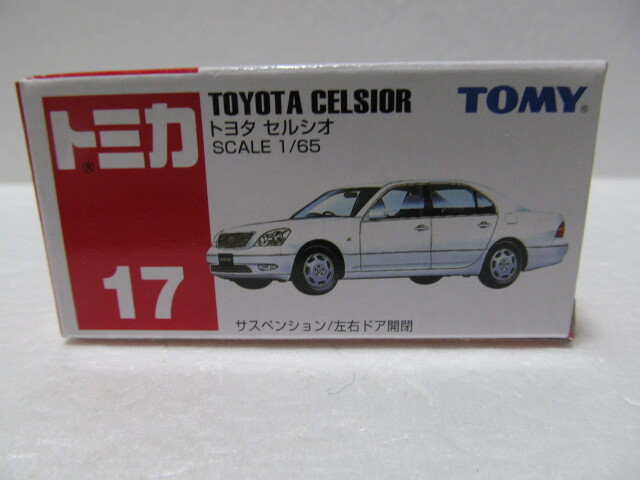 トミカ®
17
TOYOTA CELSIOR
トヨタ セルシオ
SCALE 1/65
TOMY®
サスペンション/左右ドア開閉